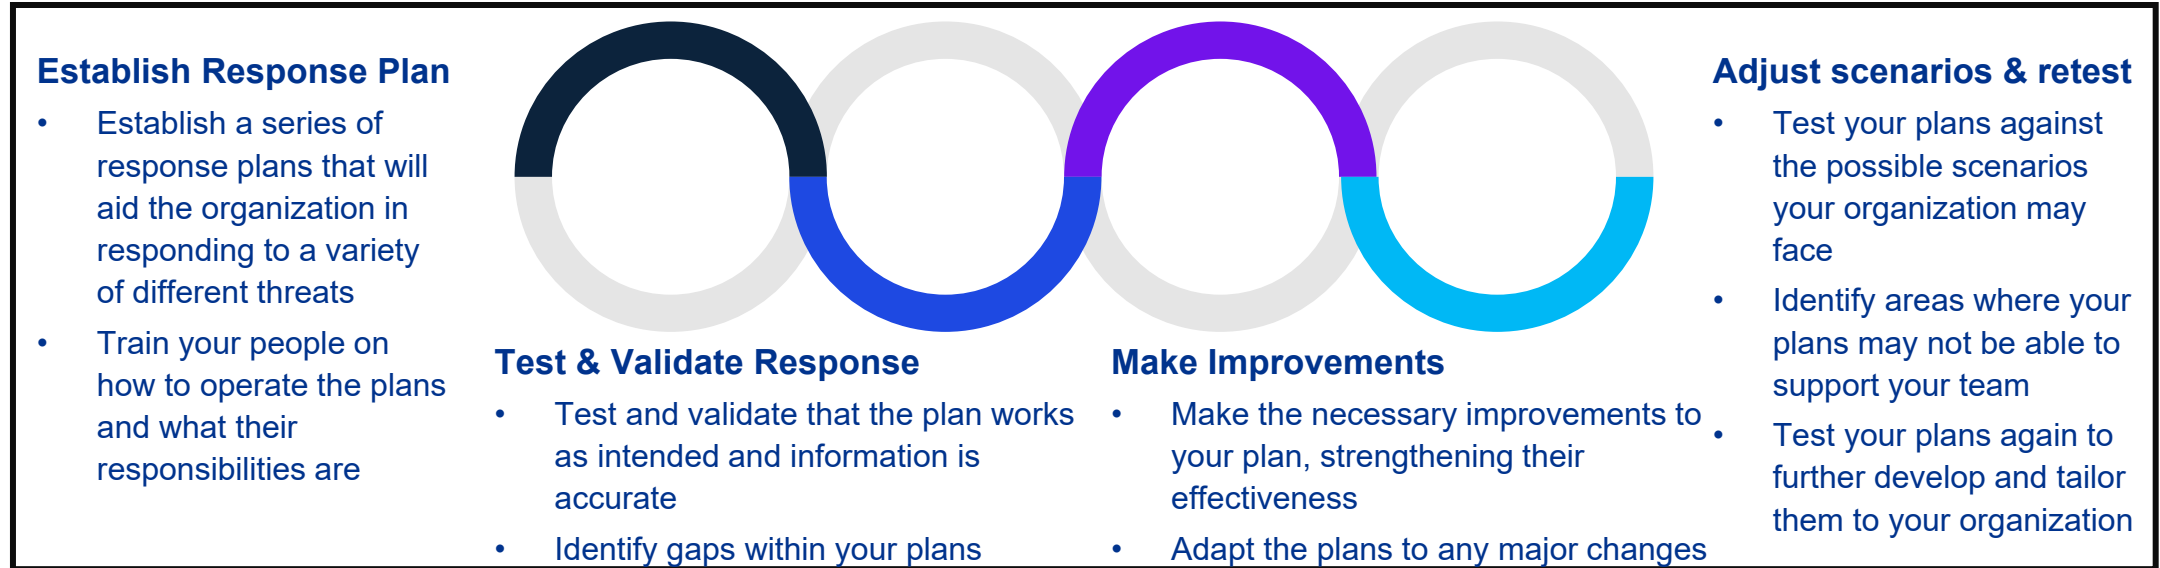 Establish Response Plan
• Establish a series of
response plans that will
aid the organization in
responding to a variety
of different threats
• Train your people on
how to operate the plans
and what their
responsibilities are
Test & Validate Response
• Test and validate that the plan works
as intended and information is
accurate
• Identify gaps within your plans
Make Improvements
• Make the necessary improvements to
your plan, strengthening their
effectiveness
• Adapt the plans to any major changes
Adjust scenarios & retest
• Test your plans against
the possible scenarios
your organization may
face
• Identify areas where your
plans may not be able to
support your team
• Test your plans again to
further develop and tailor
them to your organization